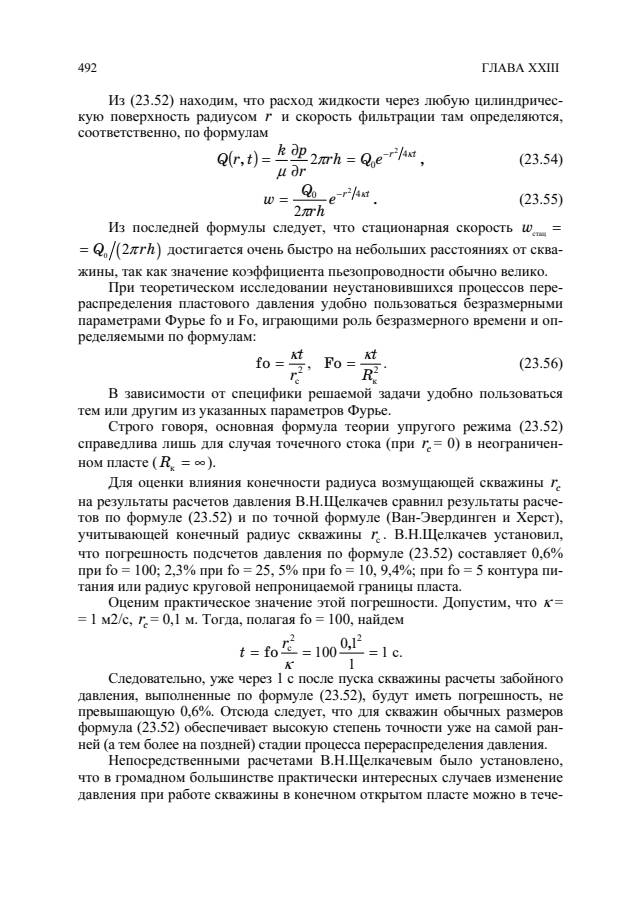 492 ГЛАВА XXIII
Из (23.52) находим, что расход жидкости через любую цилиндричес-
кую поверхность радиусом r и скорость фильтрации там определяются,
соответственно, по формулам
Q(r, t) = k/μ ∂p/∂r 2πrh = Q₀e^(−r²/4κt) , (23.54)
w = Q₀/(2πrh) e^(−r²/4κt) . (23.55)
Из последней формулы следует, что стационарная скорость w_стац =
= Q₀/(2πrh) достигается очень быстро на небольших расстояниях от сква-
жины, так как значение коэффициента пьезопроводности обычно велико.
При теоретическом исследовании неустановившихся процессов пере-
распределения пластового давления удобно пользоваться безразмерными
параметрами Фурье fo и Fo, играющими роль безразмерного времени и оп-
ределяемыми по формулам:
fo = κt/r_c², Fo = κt/R_к² . (23.56)
В зависимости от специфики решаемой задачи удобно пользоваться
тем или другим из указанных параметров Фурье.
Строго говоря, основная формула теории упругого режима (23.52)
справедлива лишь для случая точечного стока (при r_c = 0) в неограничен-
ном пласте ( R_к = ∞ ).
Для оценки влияния конечности радиуса возмущающей скважины r_c
на результаты расчетов давления В.Н.Щелкачев сравнил результаты расче-
тов по формуле (23.52) и по точной формуле (Ван-Эвердинген и Херст),
учитывающей конечный радиус скважины r_c . В.Н.Щелкачев установил,
что погрешность подсчетов давления по формуле (23.52) составляет 0,6%
при fo = 100; 2,3% при fo = 25, 5% при fo = 10, 9,4%; при fo = 5 контура пи-
тания или радиус круговой непроницаемой границы пласта.
Оценим практическое значение этой погрешности. Допустим, что κ =
= 1 м2/с, r_c = 0,1 м. Тогда, полагая fo = 100, найдем
t = fo r_c²/κ = 100 0,1²/1 = 1 с.
Следовательно, уже через 1 с после пуска скважины расчеты забойного
давления, выполненные по формуле (23.52), будут иметь погрешность, не
превышающую 0,6%. Отсюда следует, что для скважин обычных размеров
формула (23.52) обеспечивает высокую степень точности уже на самой ран-
ней (а тем более на поздней) стадии процесса перераспределения давления.
Непосредственными расчетами В.Н.Щелкачевым было установлено,
что в громадном большинстве практически интересных случаев изменение
давления при работе скважины в конечном открытом пласте можно в тече-